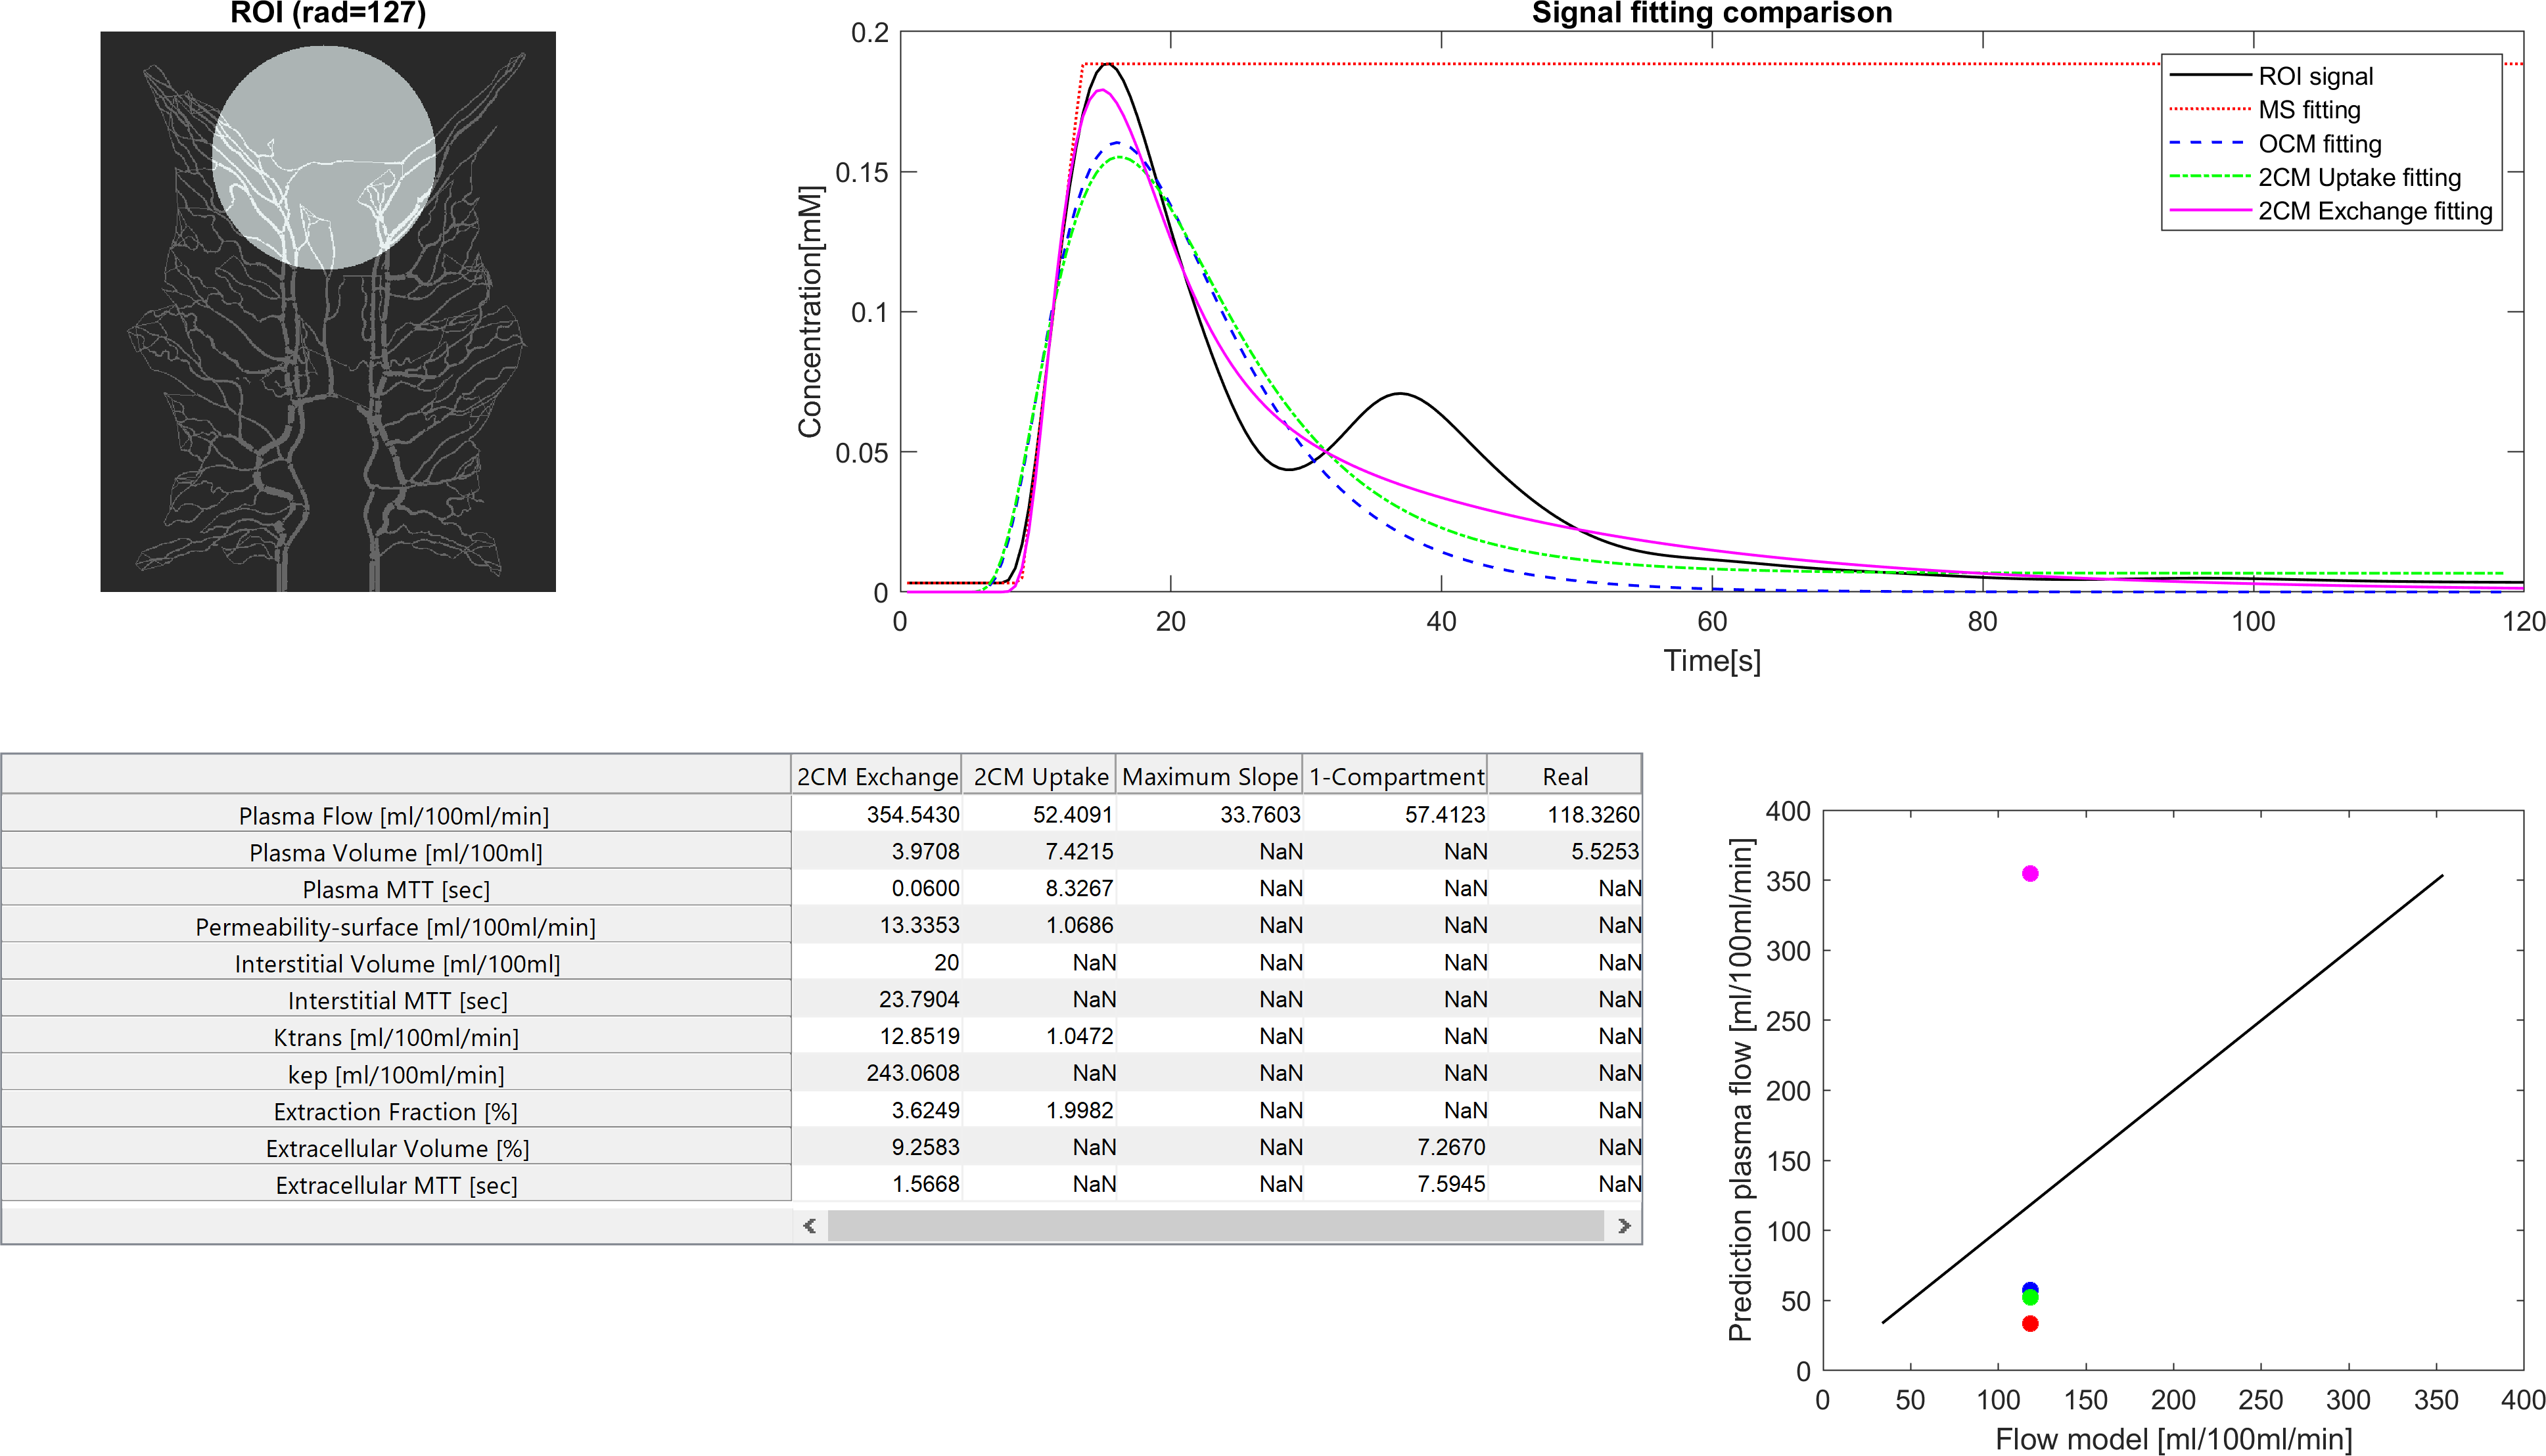 ROI (rad=127)
Signal fitting comparison
Concentration[mM]
0.2
0.15
0.1
0.05
0
0 20 40 60 80 100 120
Time[s]
ROI signal
MS fitting
OCM fitting
2CM Uptake fitting
2CM Exchange fitting
2CM Exchange 2CM Uptake Maximum Slope 1-Compartment Real
Plasma Flow [ml/100ml/min] 354.5430 52.4091 33.7603 57.4123 118.3260
Plasma Volume [ml/100ml] 3.9708 7.4215 NaN NaN 5.5253
Plasma MTT [sec] 0.0600 8.3267 NaN NaN NaN
Permeability-surface [ml/100ml/min] 13.3353 1.0686 NaN NaN NaN
Interstitial Volume [ml/100ml] 20 NaN NaN NaN NaN
Interstitial MTT [sec] 23.7904 NaN NaN NaN NaN
Ktrans [ml/100ml/min] 12.8519 1.0472 NaN NaN NaN
kep [ml/100ml/min] 243.0608 NaN NaN NaN NaN
Extraction Fraction [%] 3.6249 1.9982 NaN NaN NaN
Extracellular Volume [%] 9.2583 NaN NaN 7.2670 NaN
Extracellular MTT [sec] 1.5668 NaN NaN 7.5945 NaN
Prediction plasma flow [ml/100ml/min]
400
350
300
250
200
150
100
50
0
0 50 100 150 200 250 300 350 400
Flow model [ml/100ml/min]